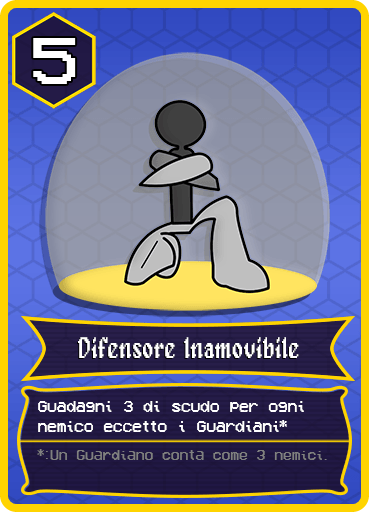 5
Difensore Inamovibile
Guadagni 3 di scudo per ogni
nemico eccetto i Guardiani*
*:Un Guardiano conta come 3 nemici.